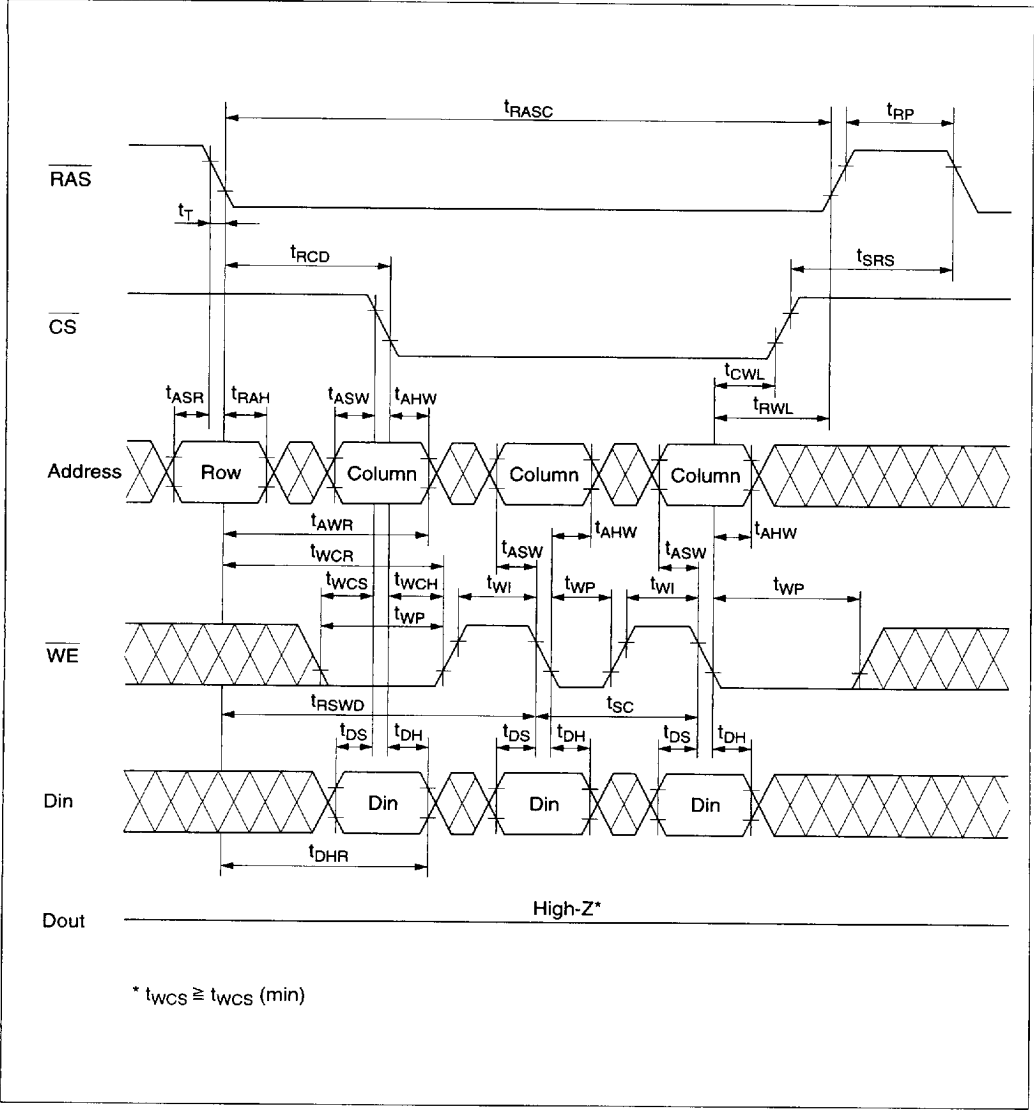 tRASC
tRP
RAS
tT
tRCD
tSRS
CS
tCWL
tASR tRAH tASW tAHW
tRWL
Address Row Column Column Column
tAWR
tAHW tAHW
tWCR
tASW tASW
tWCS tWCH tWI tWP tWI tWP
tWP
WE
tRSWD tSC
tDS tDH tDS tDH tDS tDH
Din Din Din Din
tDHR
High-Z*
Dout
* tWCS ≧ tWCS (min)